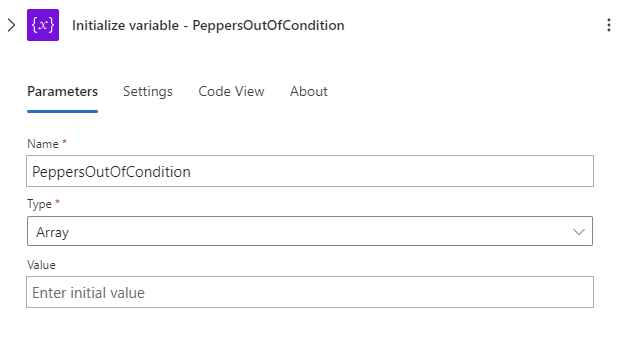 {x} Initialize variable - PeppersOutOfCondition
Parameters Settings Code View About
Name *
PeppersOutOfCondition
Type *
Array
Value
Enter initial value